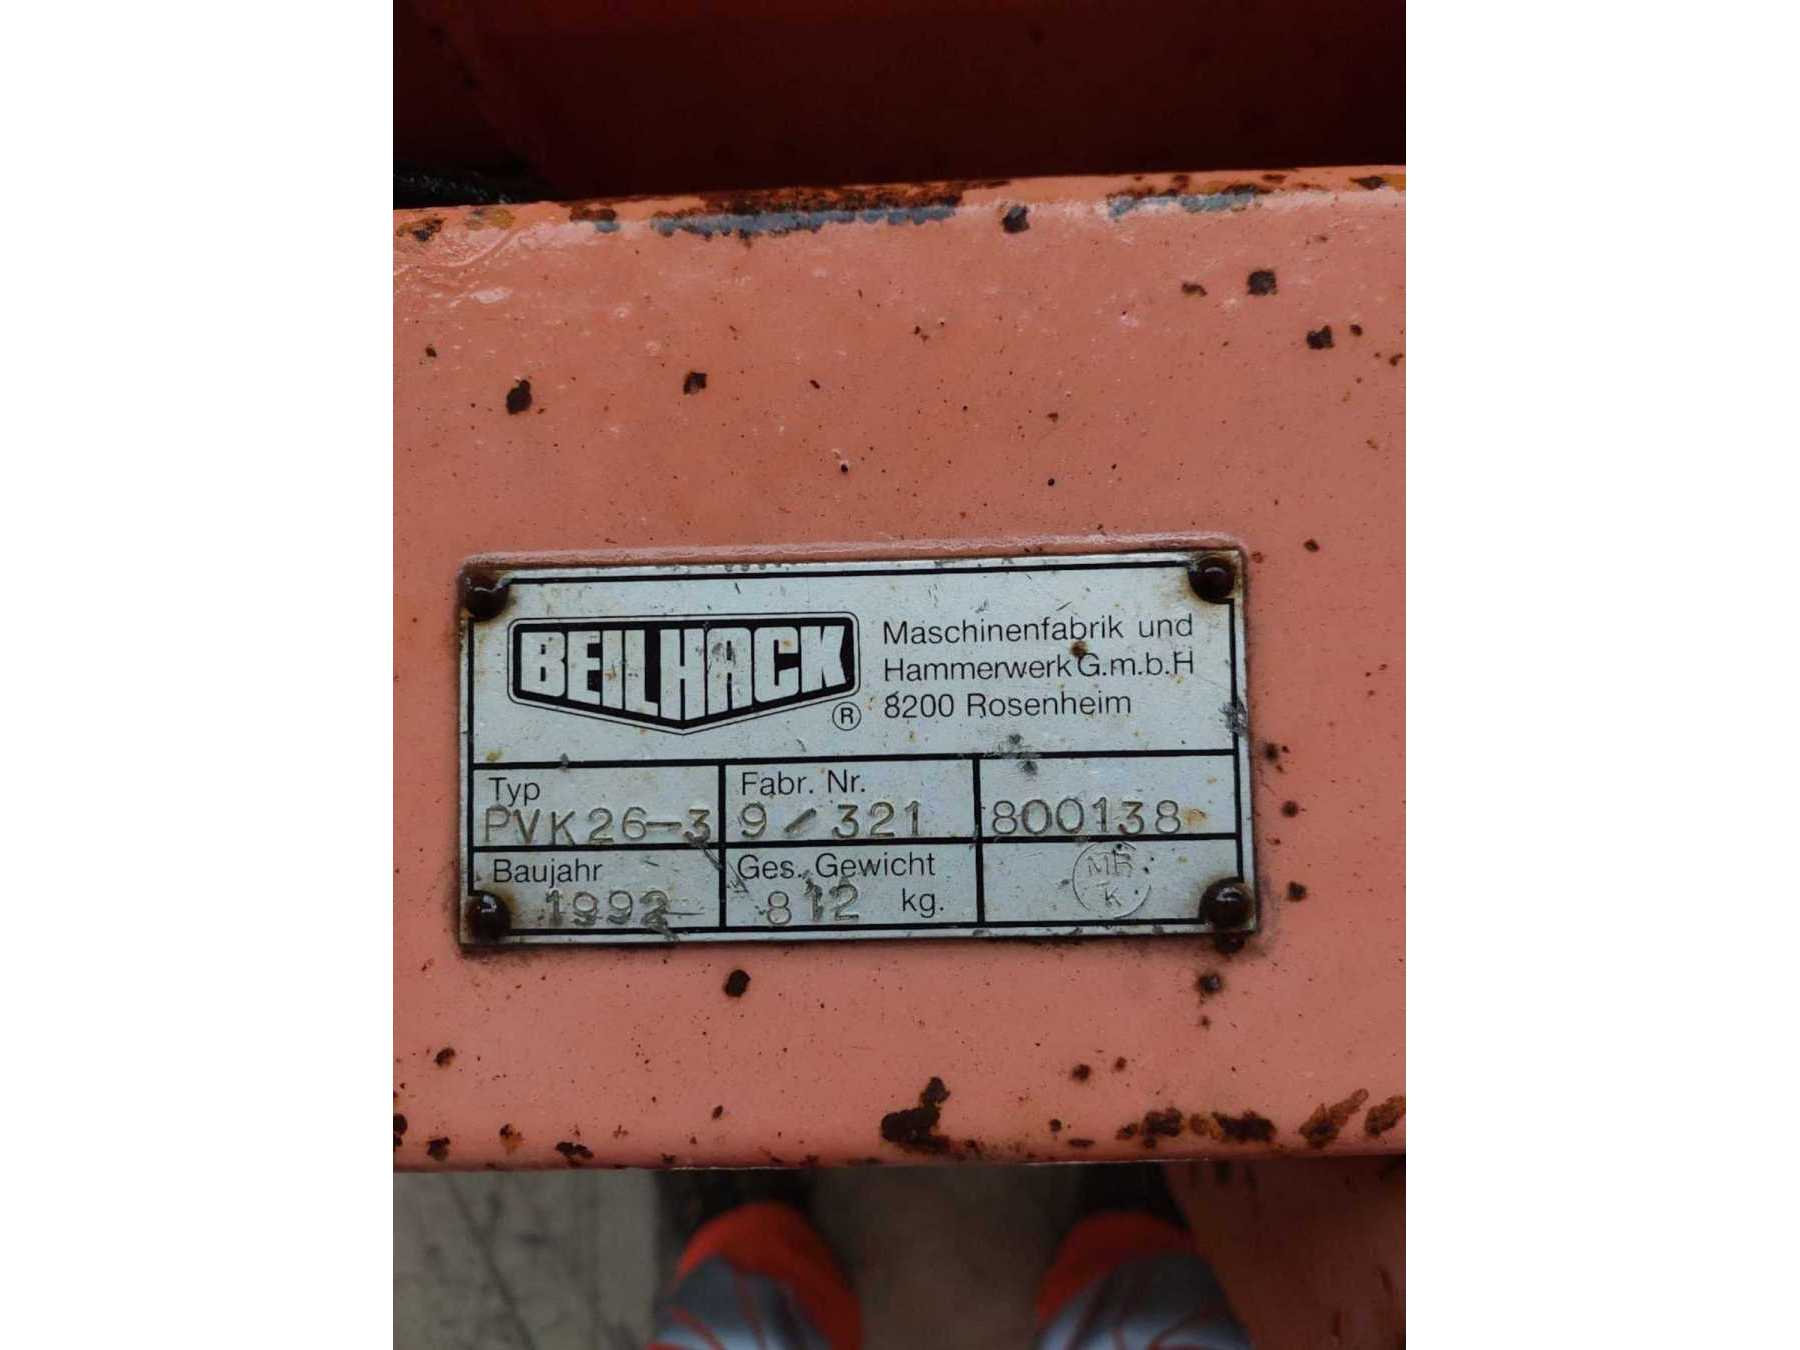 BEILHACK
®
Maschinenfabrik und
Hammerwerk G.m.b.H
8200 Rosenheim
Typ
PVK26-3
Fabr. Nr.
9/321
800138
Baujahr
1992
Ges. Gewicht
812 kg.
K